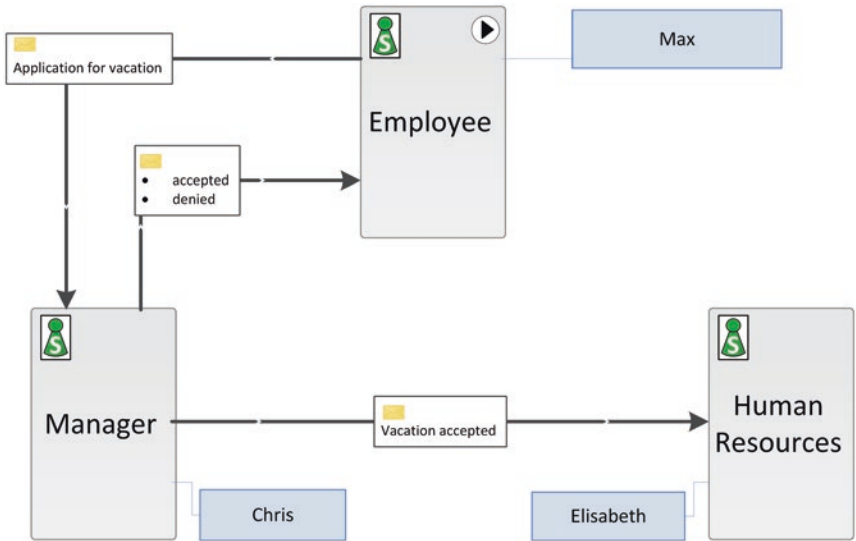 Application for vacation
S
Employee
Max
• accepted
• denied
S
Manager
Chris
Vacation accepted
S
Human
Resources
Elisabeth